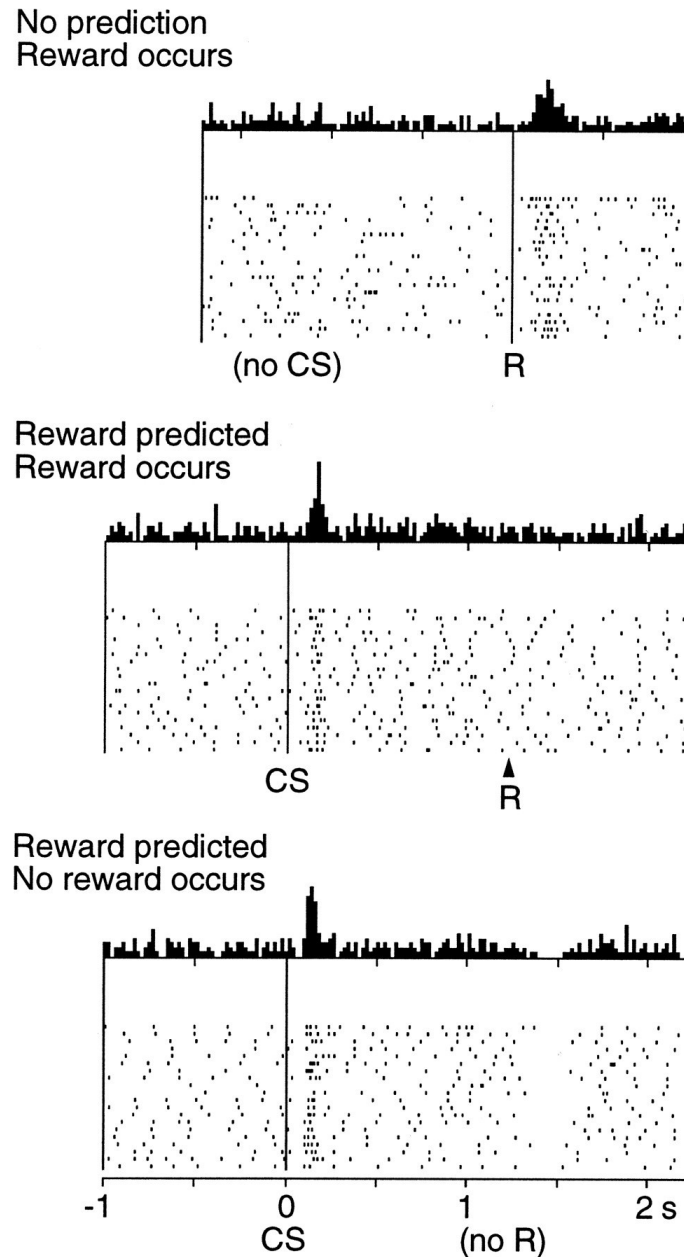 No prediction
Reward occurs
(no CS) R
Reward predicted
Reward occurs
CS
R
Reward predicted
No reward occurs
-1 0 1 2 s
CS (no R)